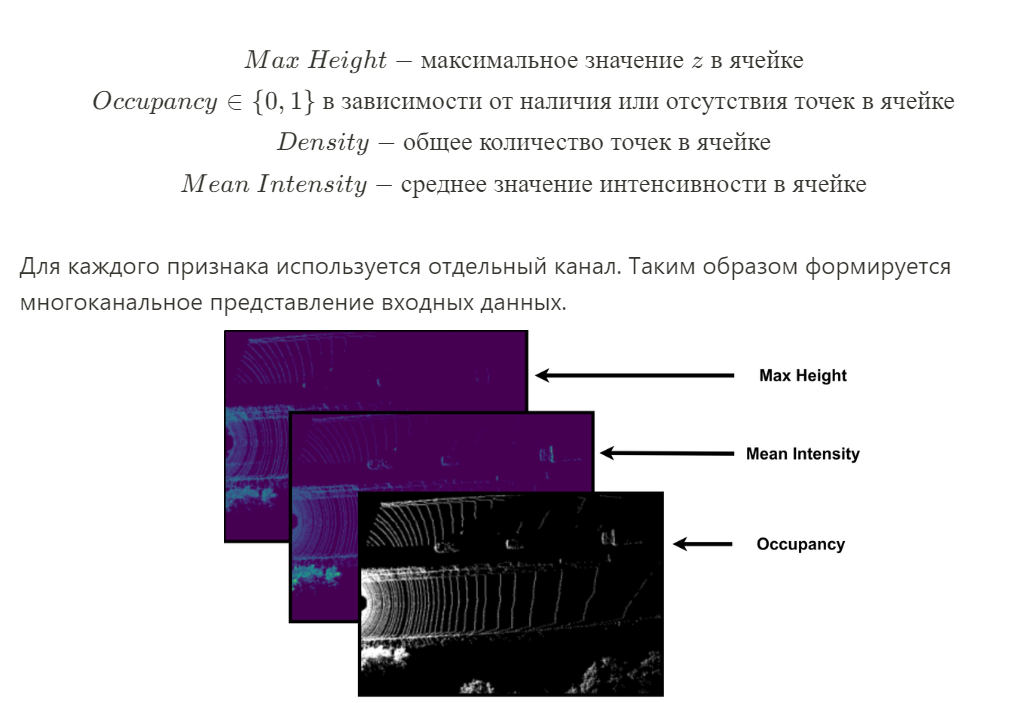 Max Height − максимальное значение z в ячейке
Occupancy ∈ {0, 1} в зависимости от наличия или отсутствия точек в ячейке
Density − общее количество точек в ячейке
Mean Intensity − среднее значение интенсивности в ячейке
Для каждого признака используется отдельный канал. Таким образом формируется
многоканальное представление входных данных.
Max Height
Mean Intensity
Occupancy